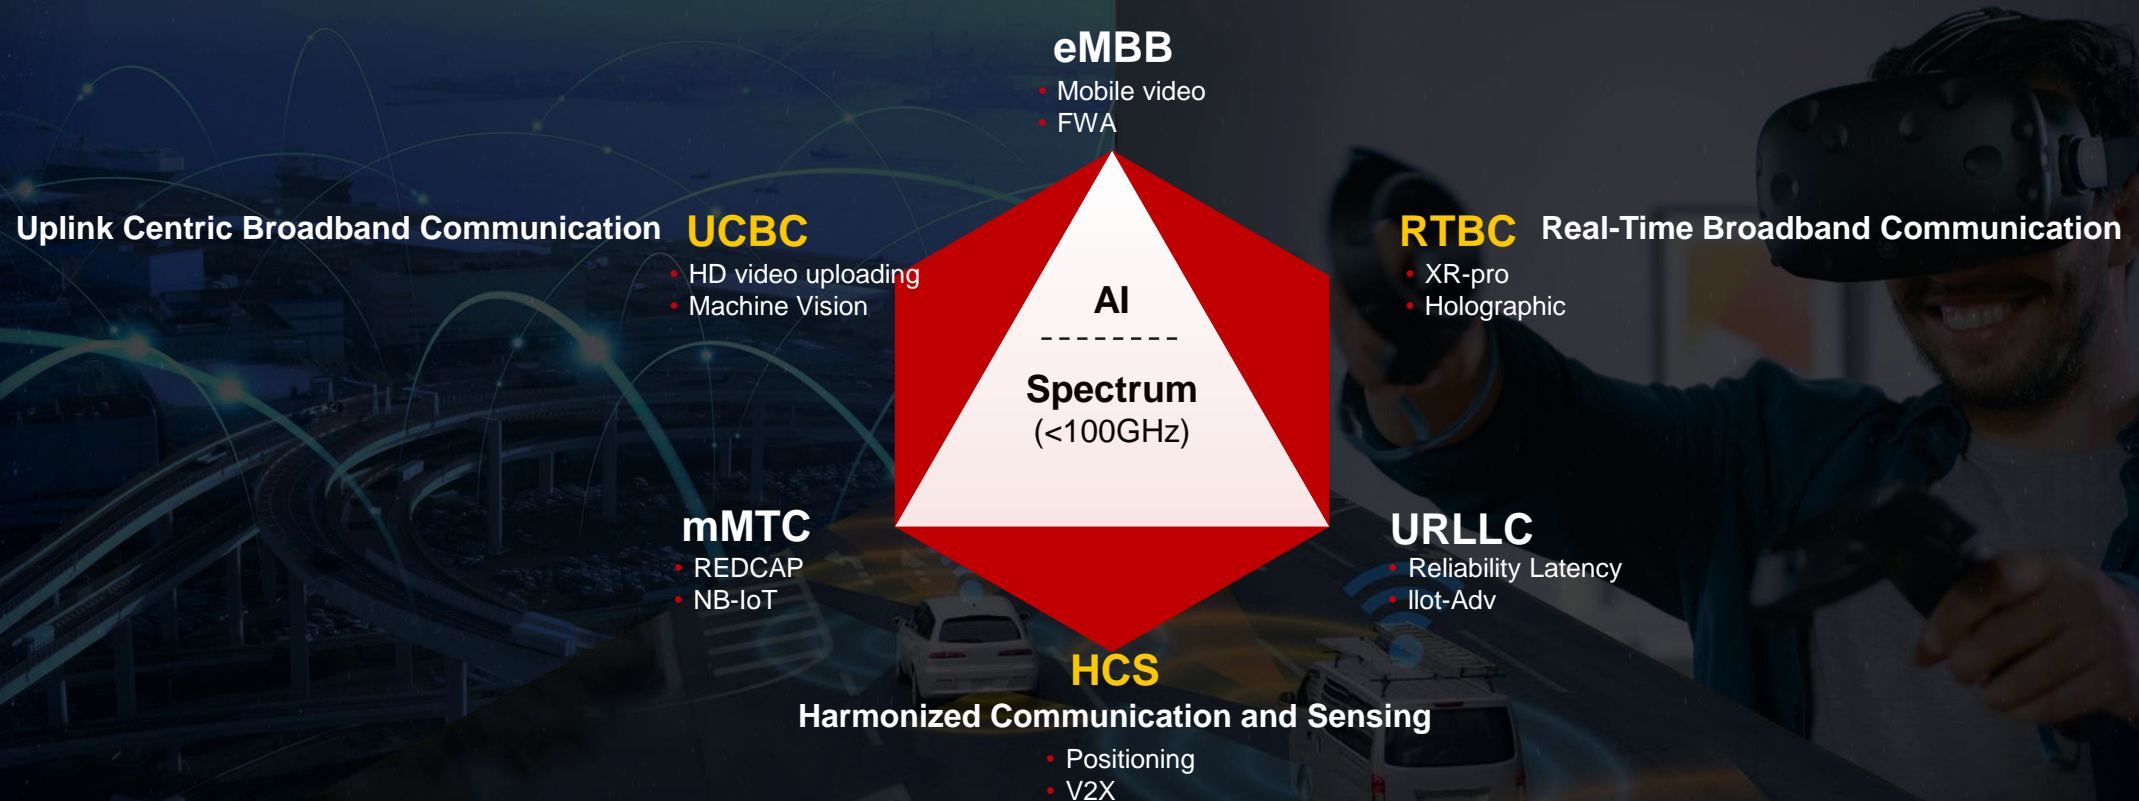 eMBB
• Mobile video
• FWA
Uplink Centric Broadband Communication UCBC
• HD video uploading
• Machine Vision
RTBC Real-Time Broadband Communication
• XR-pro
• Holographic
AI
--------
Spectrum
(<100GHz)
mMTC
• REDCAP
• NB-IoT
URLLC
• Reliability Latency
• llot-Adv
HCS
Harmonized Communication and Sensing
• Positioning
• V2X